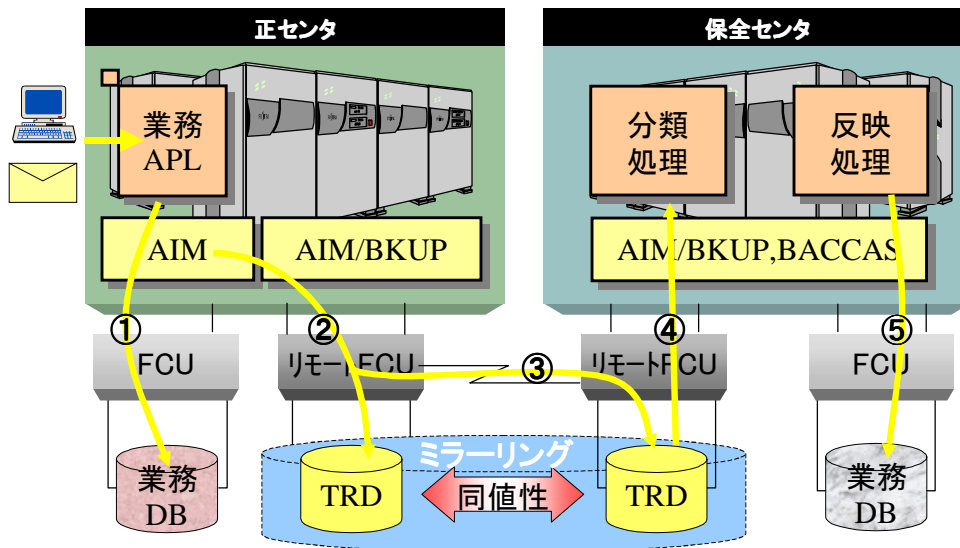 正センタ
保全センタ
業務
APL
分類
処理
反映
処理
AIM
AIM/BKUP
AIM/BKUP,BACCAS
①
②
③
④
⑤
FCU
リモートFCU
リモートFCU
FCU
ミラーリング
業務
DB
TRD
同値性
TRD
業務
DB